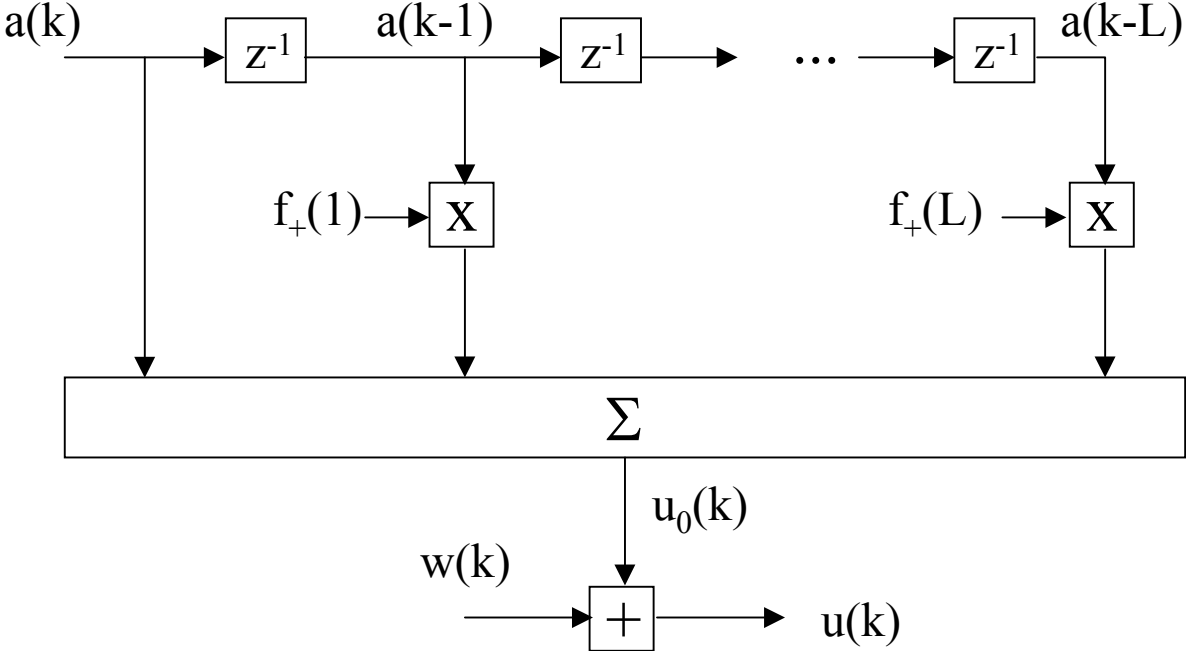 a(k) a(k-1) a(k-L)
z⁻¹ z⁻¹ ... z⁻¹
f₊(1) x f₊(L) x
Σ
u₀(k)
w(k)
+ u(k)